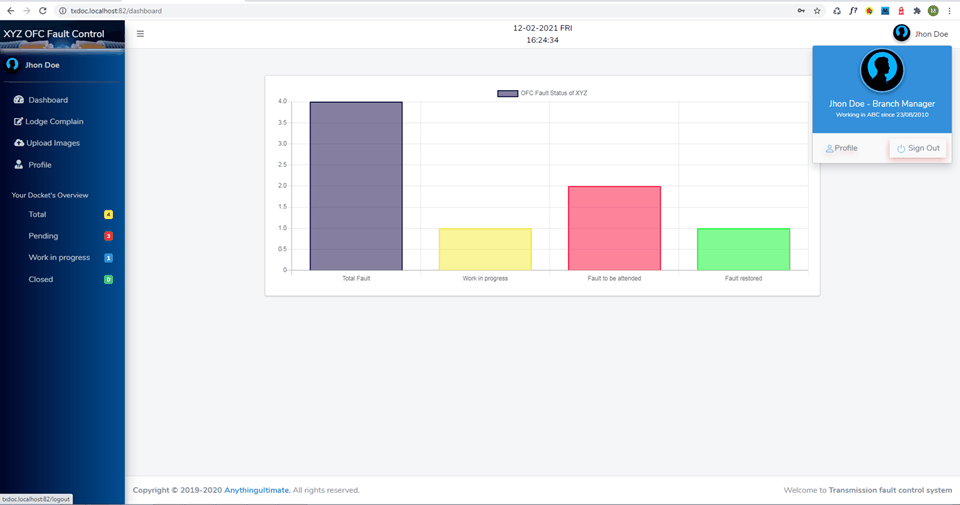 txdoc.localhost:82/dashboard
M
XYZ OFC Fault Control
12-02-2021 FRI
16:24:34
Jhon Doe
Jhon Doe
Dashboard
Lodge Complain
Upload Images
Profile
Your Docket's Overview
Total 4
Pending 3
Work in progress 1
Closed 0
OFC Fault Status of XYZ
4.0
3.5
3.0
2.5
2.0
1.5
1.0
0.5
0
Total Fault Work in progress Fault to be attended Fault restored
Jhon Doe - Branch Manager
Working in ABC since 23/08/2010
Profile Sign Out
Copyright © 2019-2020 Anythingultimate. All rights reserved. Welcome to Transmission fault control system
txdoc.localhost:82/logout